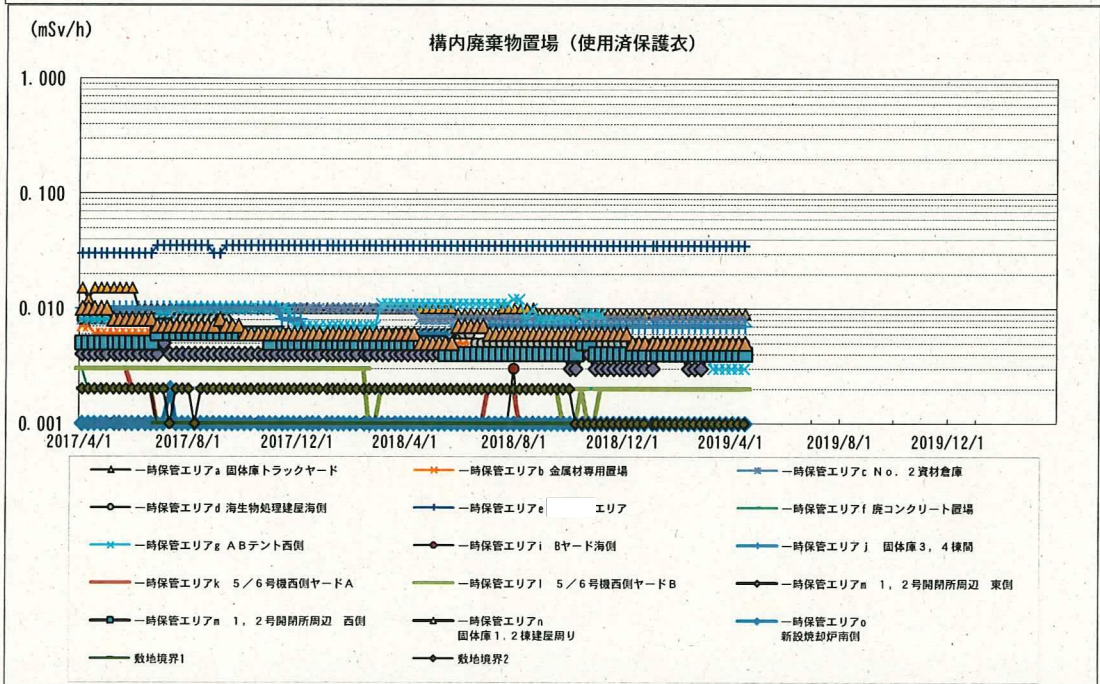 (mSv/h)
構内廃棄物置場（使用済保護衣）
1.000
0.100
0.010
0.001
2017/4/1 2017/8/1 2017/12/1 2018/4/1 2018/8/1 2018/12/1 2019/4/1 2019/8/1 2019/12/1
一時保管エリアa 固体庫トラックヤード 一時保管エリアb 金属材専用置場 一時保管エリアc No. 2資材倉庫
一時保管エリアd 海生物処理建屋海側 一時保管エリアe エリア 一時保管エリアf 廃コンクリート置場
一時保管エリアg ABテント西側 一時保管エリアi Bヤード海側 一時保管エリアj 固体庫3，4棟間
一時保管エリアk 5／6号機西側ヤードA 一時保管エリアl 5／6号機西側ヤードB 一時保管エリアm 1，2号開閉所周辺 東側
一時保管エリアm 1，2号開閉所周辺 西側 一時保管エリアn 一時保管エリアo
固体庫1.2棟建屋周り 新設焼却炉南側
敷地境界1 敷地境界2